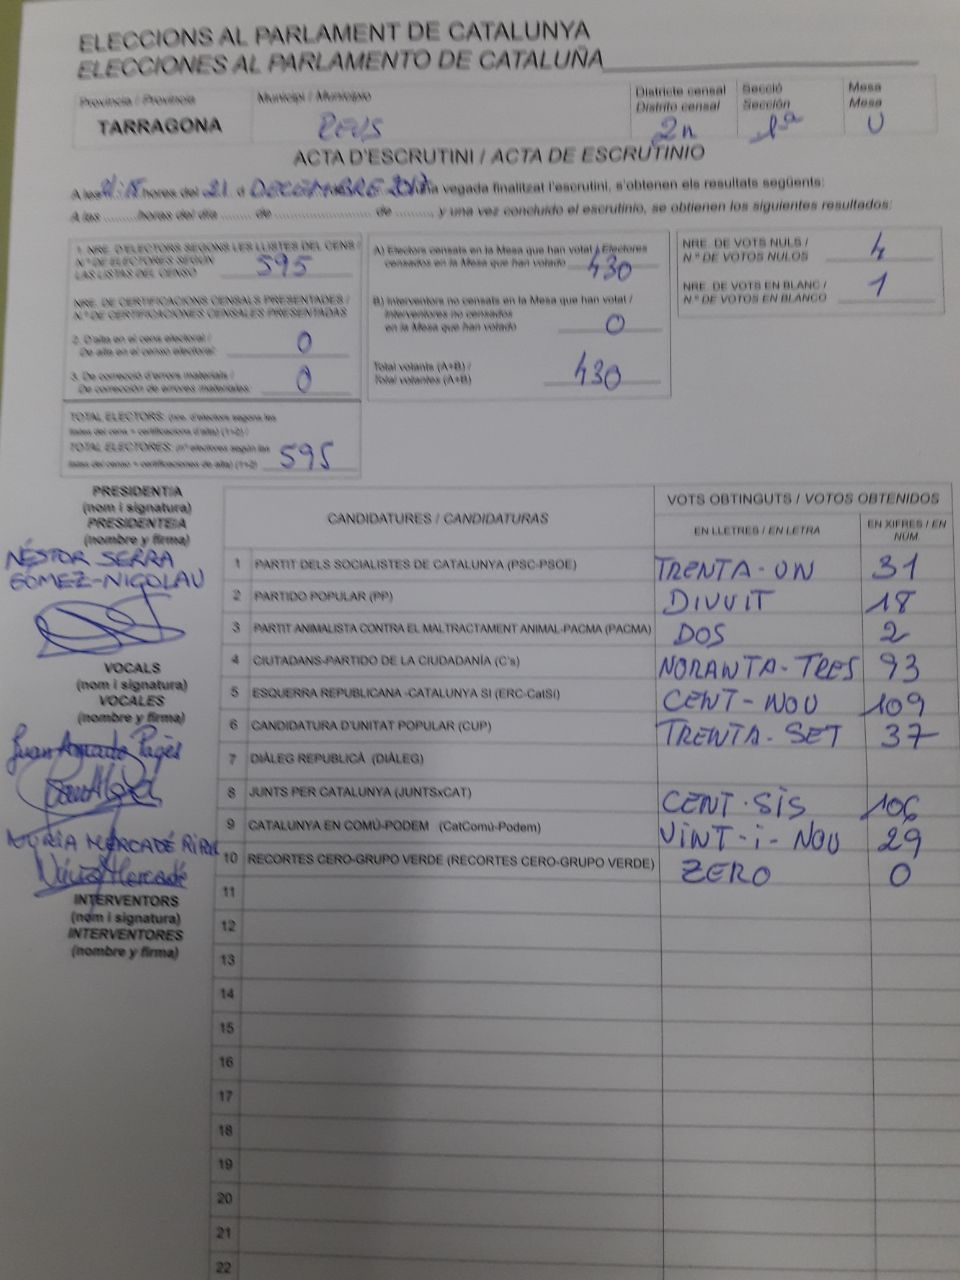 ELECCIONS AL PARLAMENT DE CATALUNYA
ELECCIONES AL PARLAMENTO DE CATALUÑA
Província / Provincia
TARRAGONA
Municipi / Municipio
REUS
Districte censal
Distrito censal
2n
Secció
Sección
1ª
Mesa
Mesa
U
ACTA D'ESCRUTINI / ACTA DE ESCRUTINIO
A les 21:15 hores del 21 d DECEMBRE 2017 na vegada finalitzat l'escrutini, s'obtenen els resultats següents:
A las ......... horas del día ........ de ............................ de ........., y una vez concluido el escrutinio, se obtienen los siguientes resultados:
1. NRE. D'ELECTORS SEGONS LES LLISTES DEL CENS /
N.º DE ELECTORES SEGÚN
LAS LISTAS DEL CENSO
595
NRE. DE CERTIFICACIONS CENSALS PRESENTADES /
N.º DE CERTIFICACIONES CENSALES PRESENTADAS
2. D'alta en el cens electoral /
De alta en el censo electoral:
0
3. De correcció d'errors materials /
De corrección de errores materiales:
0
TOTAL ELECTORS: (nre. d'electors segons les
llistes del cens + certificacions d'alta) (1+2) /
TOTAL ELECTORES: (nº electores según las
listas del censo + certificaciones de alta) (1+2)
595
A) Electors censats en la Mesa que han votat / Electores
censados en la Mesa que han votado
430
B) Interventors no censats en la Mesa que han votat /
Interventores no censados
en la Mesa que han votado
0
Total votants (A+B) /
Total votantes (A+B)
430
NRE. DE VOTS NULS /
N.º DE VOTOS NULOS
4
NRE. DE VOTS EN BLANC /
N.º DE VOTOS EN BLANCO
1
PRESIDENT/A
(nom i signatura)
PRESIDENTE/A
(nombre y firma)
NÉSTOR SERRA
GÓMEZ-NICOLAU
VOCALS
(nom i signatura)
VOCALES
(nombre y firma)
Juan Amado Pagès
NÚRIA MERCADÉ
Núria Mercadé
INTERVENTORS
(nom i signatura)
INTERVENTORES
(nombre y firma)
CANDIDATURES / CANDIDATURAS
VOTS OBTINGUTS / VOTOS OBTENIDOS
EN LLETRES / EN LETRA
EN XIFRES / EN NÚM.
1 PARTIT DELS SOCIALISTES DE CATALUNYA (PSC-PSOE) TRENTA-UN 31
2 PARTIDO POPULAR (PP) DIVUIT 18
3 PARTIT ANIMALISTA CONTRA EL MALTRACTAMENT ANIMAL-PACMA (PACMA) DOS 2
4 CIUTADANS-PARTIDO DE LA CIUDADANÍA (C's) NORANTA-TRES 93
5 ESQUERRA REPUBLICANA -CATALUNYA SI (ERC-CatSí) CENT-NOU 109
6 CANDIDATURA D'UNITAT POPULAR (CUP) TRENTA-SET 37
7 DIÀLEG REPUBLICÀ (DIÀLEG)
8 JUNTS PER CATALUNYA (JUNTSxCAT) CENT-SIS 106
9 CATALUNYA EN COMÚ-PODEM (CatComú-Podem) VINT-i-NOU 29
10 RECORTES CERO-GRUPO VERDE (RECORTES CERO-GRUPO VERDE) ZERO 0
11
12
13
14
15
16
17
18
19
20
21
22